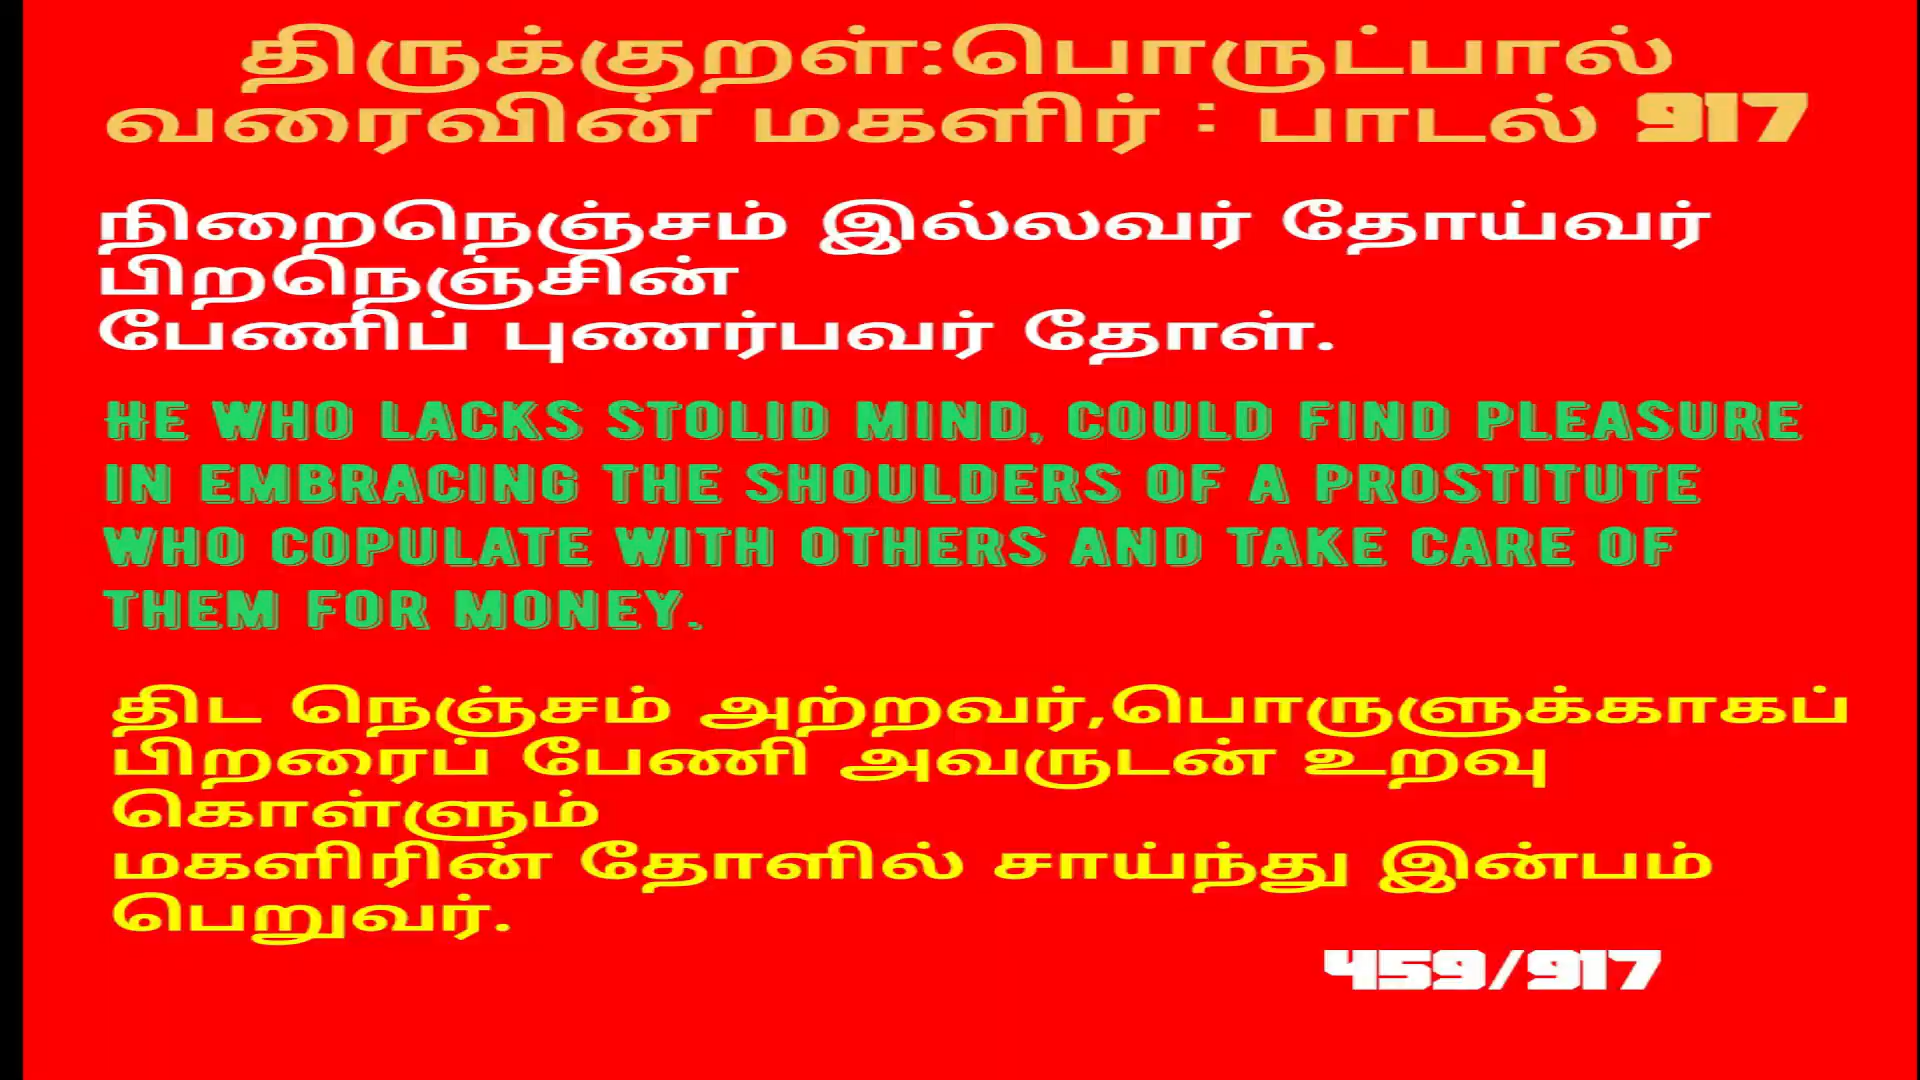 திருக்குறள்:பொருட்பால்
வரைவின் மகளிர் : பாடல் 917
நிறைநெஞ்சம் இல்லவர் தோய்வர்
பிறநெஞ்சின்
பேணிப் புணர்பவர் தோள்.
He who lacks stolid mind, could find pleasure
in embracing the shoulders of a prostitute
who copulate with others and take care of
them for money.
திட நெஞ்சம் அற்றவர்,பொருளுக்காகப்
பிறரைப் பேணி அவருடன் உறவு
கொள்ளும்
மகளிரின் தோளில் சாய்ந்து இன்பம்
பெறுவர்.
459/917